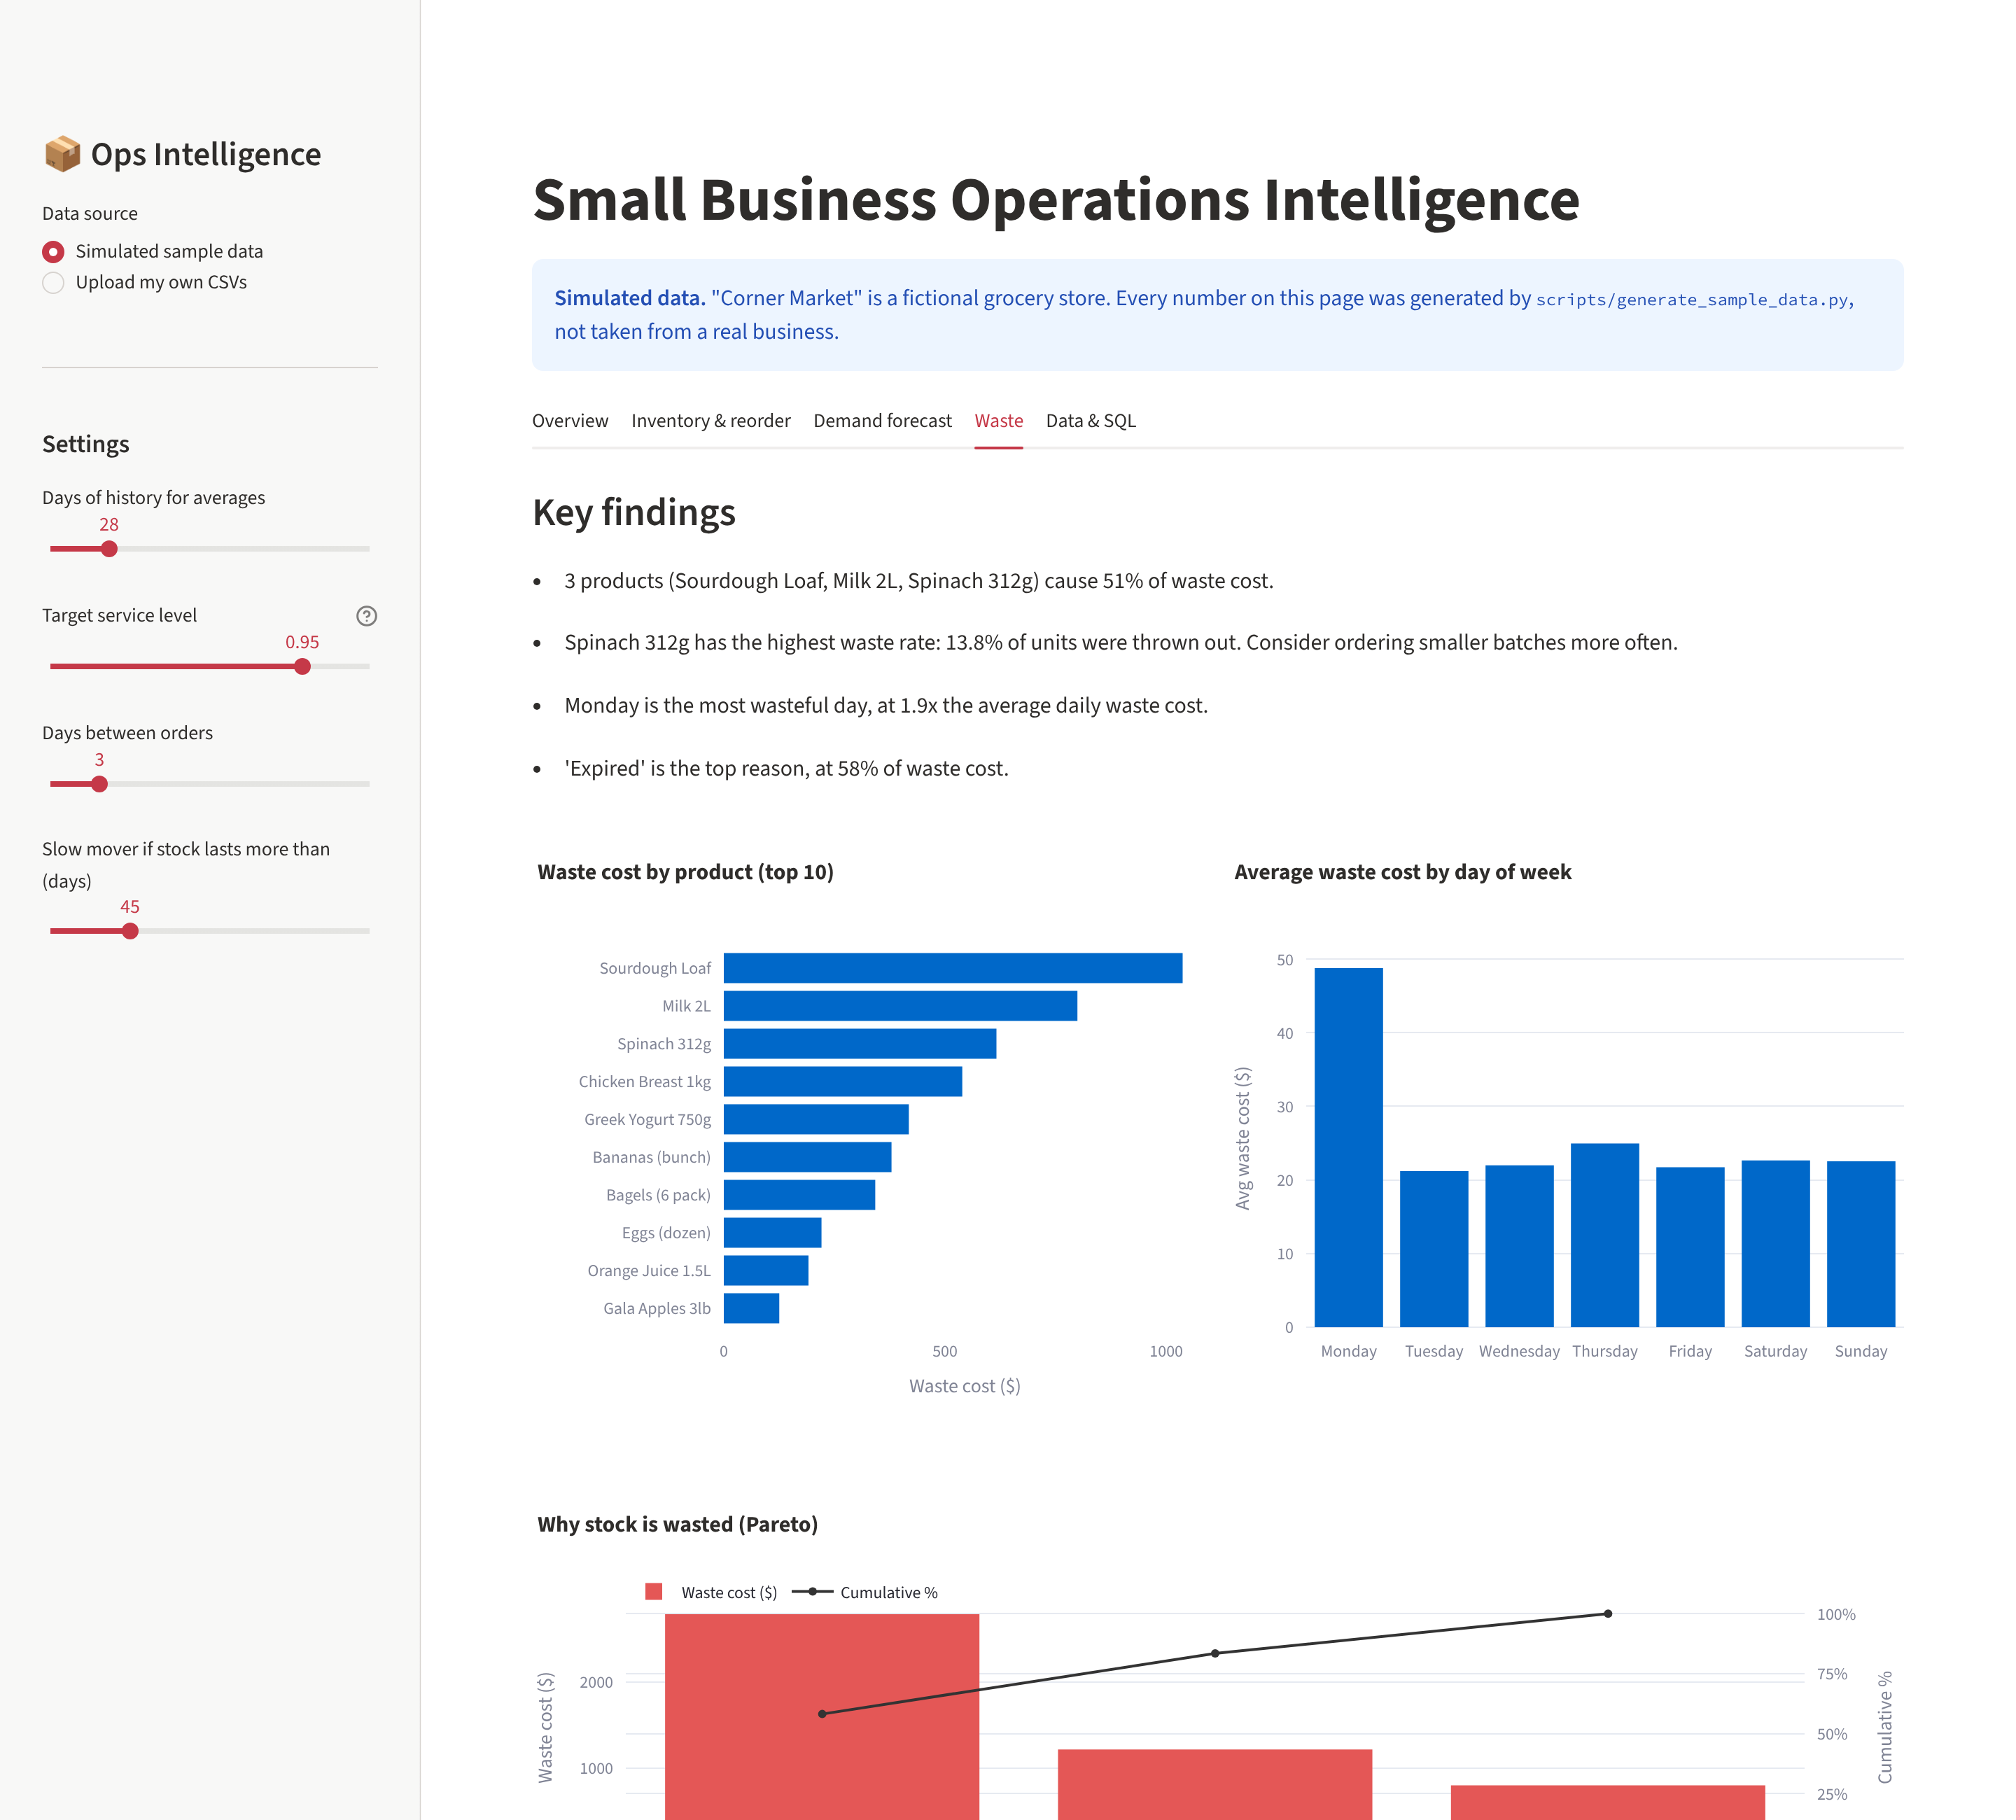 📦 Ops Intelligence
Data source
Simulated sample data
Upload my own CSVs
Settings
Days of history for averages
28
Target service level
0.95
Days between orders
3
Slow mover if stock lasts more than
(days)
45
Small Business Operations Intelligence
Simulated data. "Corner Market" is a fictional grocery store. Every number on this page was generated by scripts/generate_sample_data.py,
not taken from a real business.
Overview Inventory & reorder Demand forecast Waste Data & SQL
Key findings
• 3 products (Sourdough Loaf, Milk 2L, Spinach 312g) cause 51% of waste cost.
• Spinach 312g has the highest waste rate: 13.8% of units were thrown out. Consider ordering smaller batches more often.
• Monday is the most wasteful day, at 1.9x the average daily waste cost.
• 'Expired' is the top reason, at 58% of waste cost.
Waste cost by product (top 10)
Sourdough Loaf
Milk 2L
Spinach 312g
Chicken Breast 1kg
Greek Yogurt 750g
Bananas (bunch)
Bagels (6 pack)
Eggs (dozen)
Orange Juice 1.5L
Gala Apples 3lb
0 500 1000
Waste cost ($)
Average waste cost by day of week
Avg waste cost ($)
50
40
30
20
10
0
Monday Tuesday Wednesday Thursday Friday Saturday Sunday
Why stock is wasted (Pareto)
Waste cost ($) Cumulative %
Waste cost ($)
2000
1000
100%
75%
50%
25%
Cumulative %